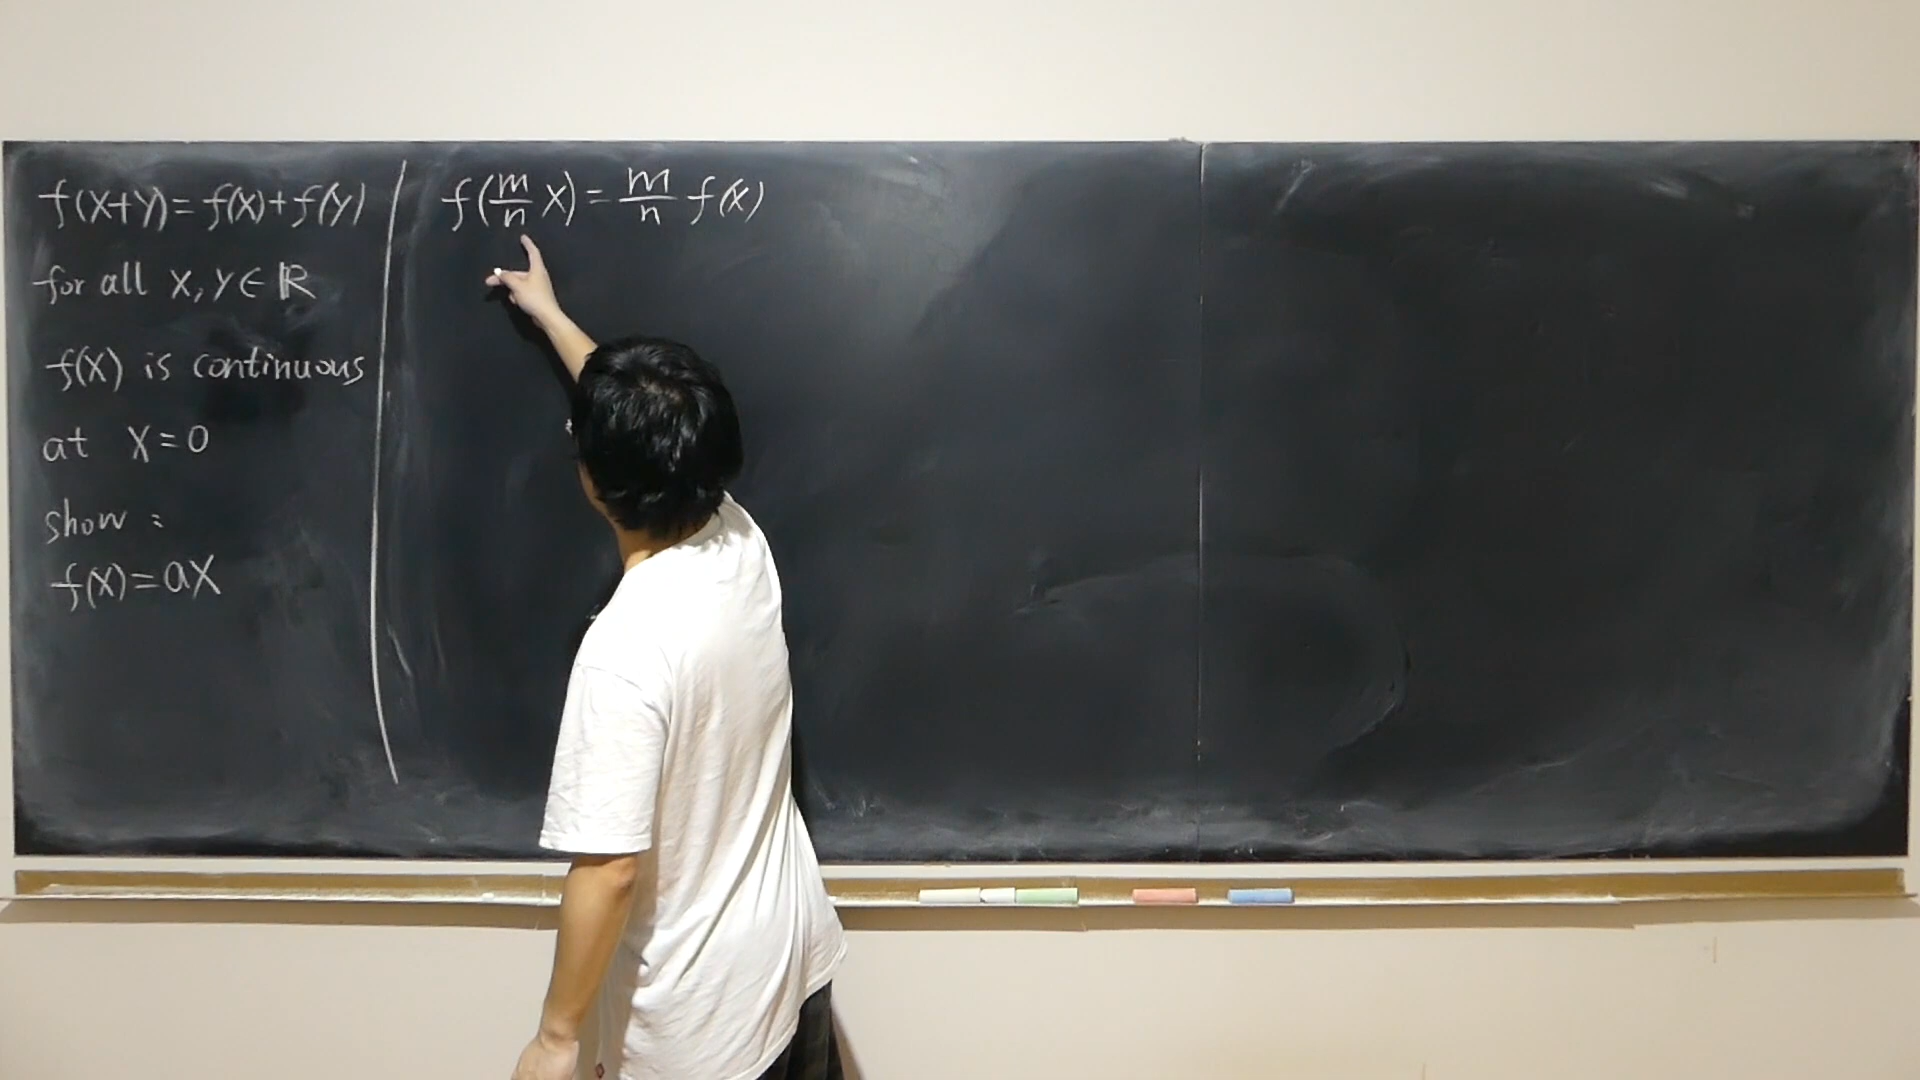 f(x+y)=f(x)+f(y)
for all x,y∈ℝ
f(x) is continuous
at x=0
show:
f(x)=ax
f(m/n x)=m/n f(x)